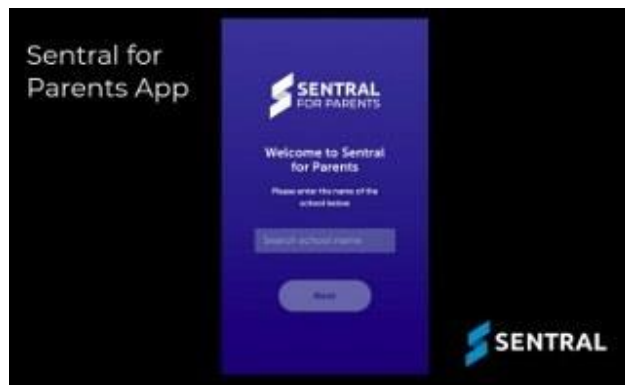 Sentral for
Parents App
SENTRAL
FOR PARENTS
Welcome to Sentral
for Parents
Please enter the name of the
school below
Search school name
Next
SENTRAL